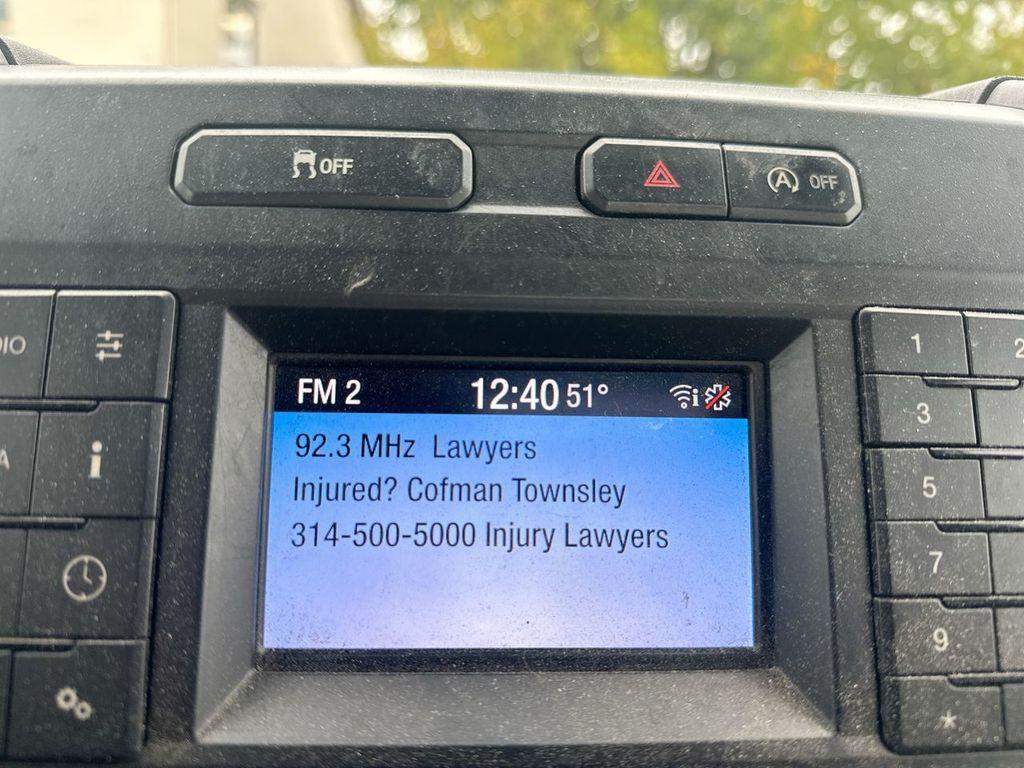 OFF
A OFF
FM 2 12:40 51° i
92.3 MHz Lawyers
Injured? Cofman Townsley
314-500-5000 Injury Lawyers
i
1 2
3
5
7
9
*